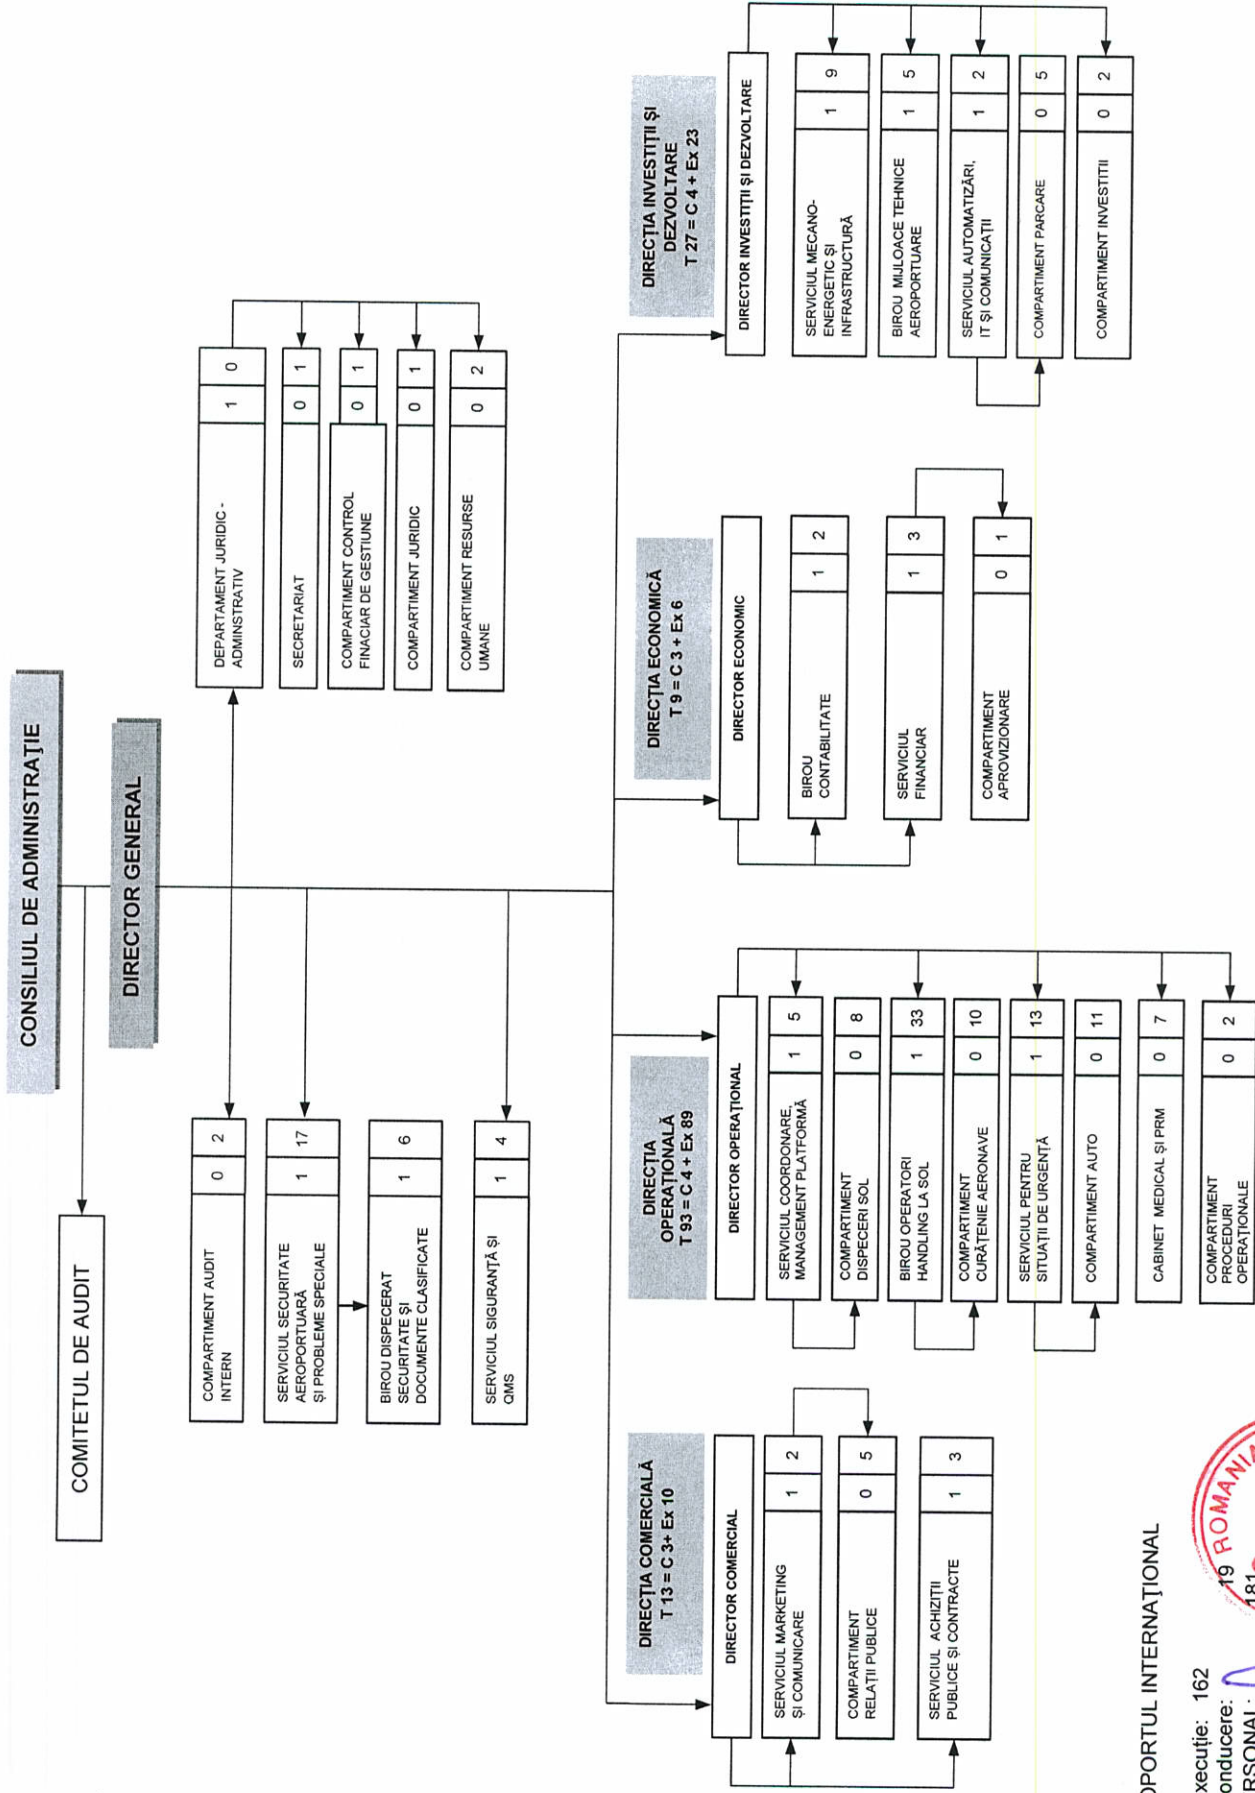 CONSILIUL DE ADMINISTRAŢIE
COMITETUL DE AUDIT
DIRECTOR GENERAL
COMPARTIMENT AUDIT
INTERN
0 2
SERVICIUL SECURITATE
AEROPORTUARĂ
ȘI PROBLEME SPECIALE
1 17
BIROU DISPECERAT
SECURITATE ȘI
DOCUMENTE CLASIFICATE
1 6
SERVICIUL SIGURANȚĂ ȘI
QMS
1 4
DEPARTAMENT JURIDIC -
ADMINSTRATIV
1 0
SECRETARIAT
0 1
COMPARTIMENT CONTROL
FINACIAR DE GESTIUNE
0 1
COMPARTIMENT JURIDIC
0 1
COMPARTIMENT RESURSE
UMANE
0 2
DIRECȚIA COMERCIALĂ
T 13 = C 3+ Ex 10
DIRECTOR COMERCIAL
SERVICIUL MARKETING
ȘI COMUNICARE
1 2
COMPARTIMENT
RELAȚII PUBLICE
0 5
SERVICIUL ACHIZIȚII
PUBLICE ȘI CONTRACTE
1 3
DIRECȚIA
OPERAȚIONALĂ
T 93 = C 4 + Ex 89
DIRECTOR OPERAȚIONAL
SERVICIUL COORDONARE,
MANAGEMENT PLATFORMĂ
1 5
COMPARTIMENT
DISPECERI SOL
0 8
BIROU OPERATORI
HANDLING LA SOL
1 33
COMPARTIMENT
CURĂȚENIE AERONAVE
0 10
SERVICIUL PENTRU
SITUAȚII DE URGENȚĂ
1 13
COMPARTIMENT AUTO
0 11
CABINET MEDICAL ȘI PRM
0 7
COMPARTIMENT
PROCEDURI
OPERAȚIONALE
0 2
DIRECȚIA ECONOMICĂ
T 9 = C 3 + Ex 6
DIRECTOR ECONOMIC
BIROU
CONTABILITATE
1 2
SERVICIUL
FINANCIAR
1 3
COMPARTIMENT
APROVIZIONARE
0 1
DIRECȚIA INVESTIȚII ȘI
DEZVOLTARE
T 27 = C 4 + Ex 23
DIRECTOR INVESTIȚII ȘI DEZVOLTARE
SERVICIUL MECANO-
ENERGETIC ȘI
INFRASTRUCTURĂ
1 9
BIROU MIJLOACE TEHNICE
AEROPORTUARE
1 5
SERVICIUL AUTOMATIZĂRI,
IT ȘI COMUNICAȚII
1 2
COMPARTIMENT PARCARE
0 5
COMPARTIMENT INVESTITII
0 2
OPORTUL INTERNAȚIONAL
xecuție: 162
onducere: 19
RSONAL: 181
ROMANIA